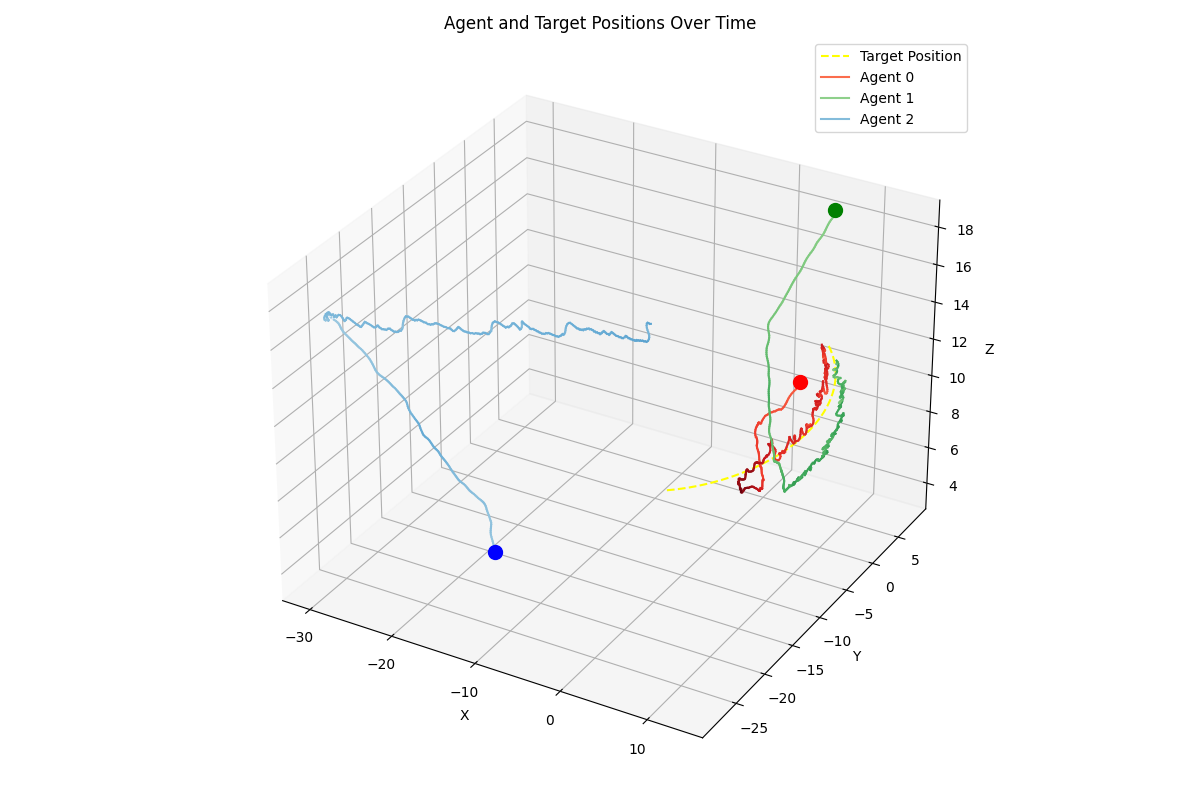 Agent and Target Positions Over Time
Target Position
Agent 0
Agent 1
Agent 2
18
16
14
12
10
8
6
4
Z
5
0
−5
−10
−15
−20
−25
Y
−30
−20
−10
0
10
X